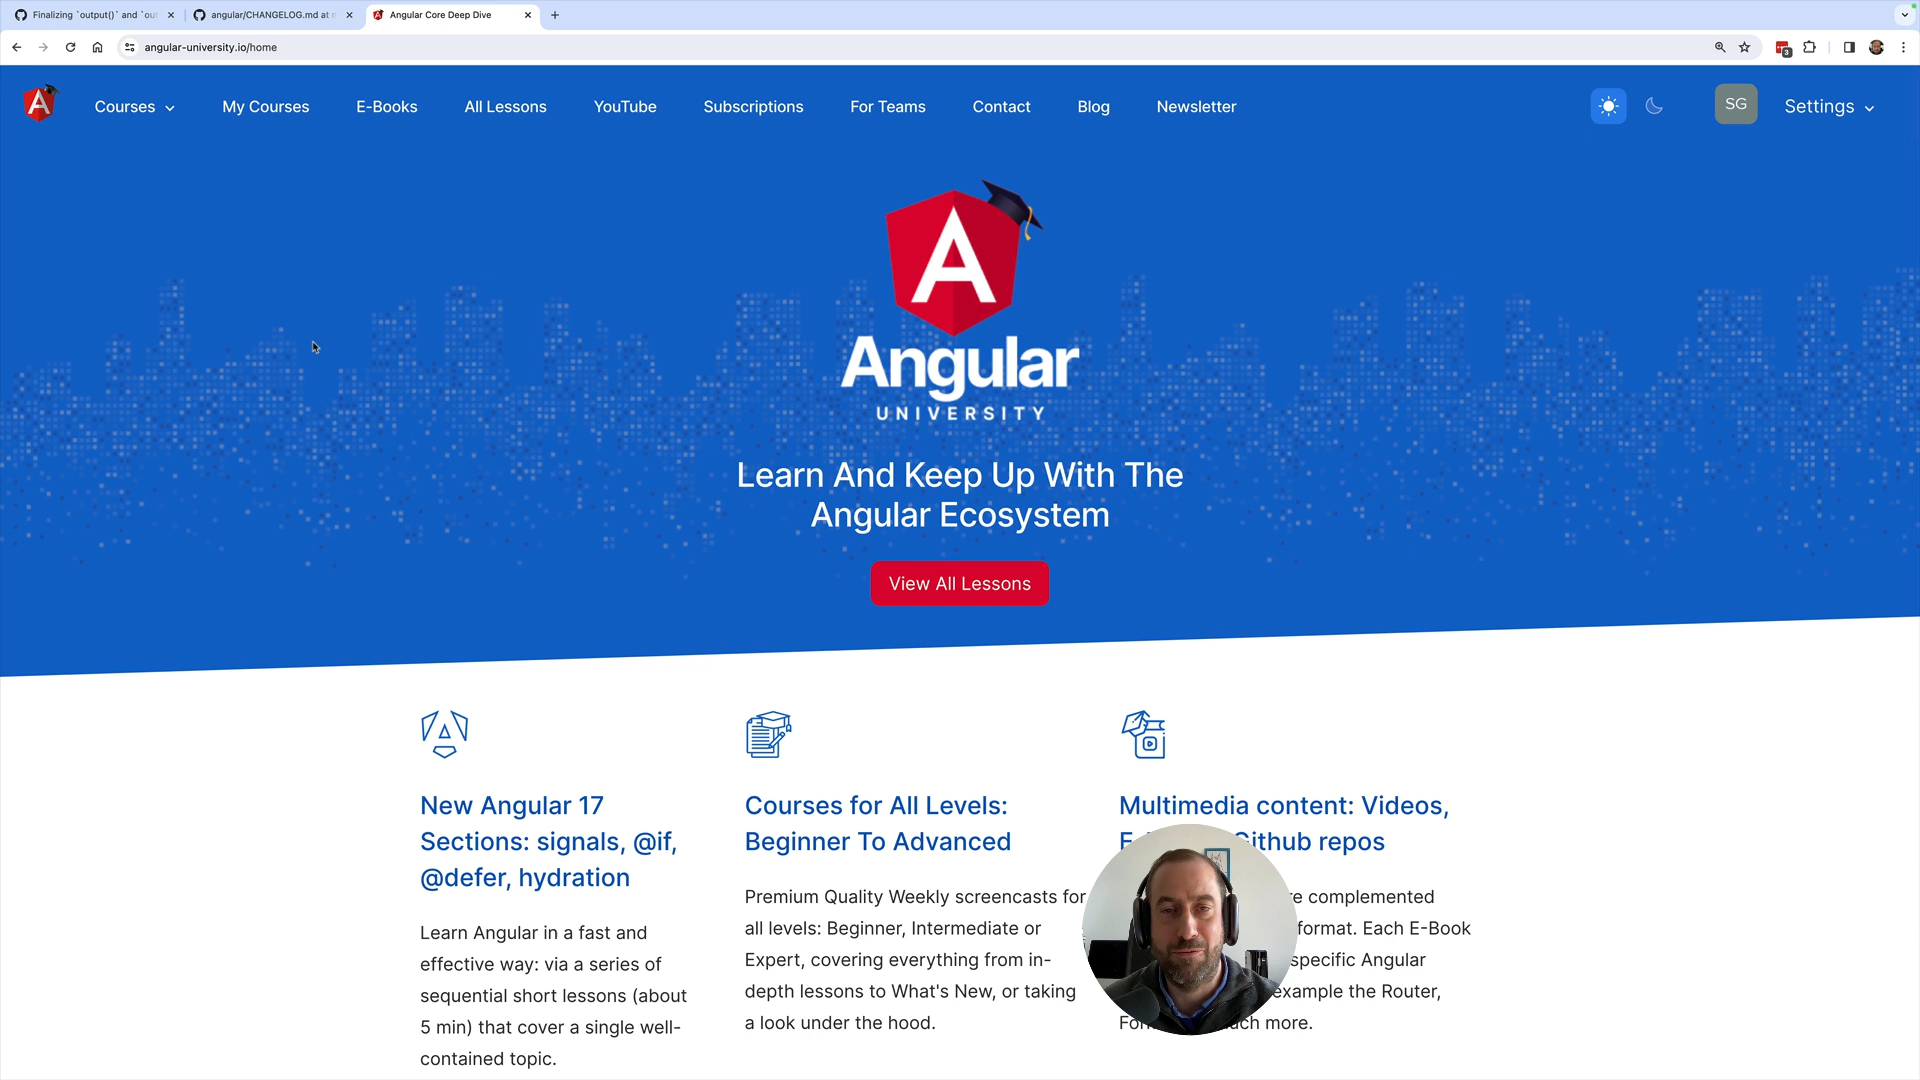 Finalizing `output()` and `out
angular/CHANGELOG.md at
Angular Core Deep Dive
angular-university.io/home
3
Courses
My Courses
E-Books
All Lessons
YouTube
Subscriptions
For Teams
Contact
Blog
Newsletter
SG
Settings
A
Angular
UNIVERSITY
Learn And Keep Up With The
Angular Ecosystem
View All Lessons
New Angular 17
Sections: signals, @if,
@defer, hydration
Learn Angular in a fast and
effective way: via a series of
sequential short lessons (about
5 min) that cover a single well-
contained topic.
Courses for All Levels:
Beginner To Advanced
Premium Quality Weekly screencasts for
all levels: Beginner, Intermediate or
Expert, covering everything from in-
depth lessons to What's New, or taking
a look under the hood.
Multimedia content: Videos,
Github repos
complemented
format. Each E-Book
specific Angular
example the Router,
much more.